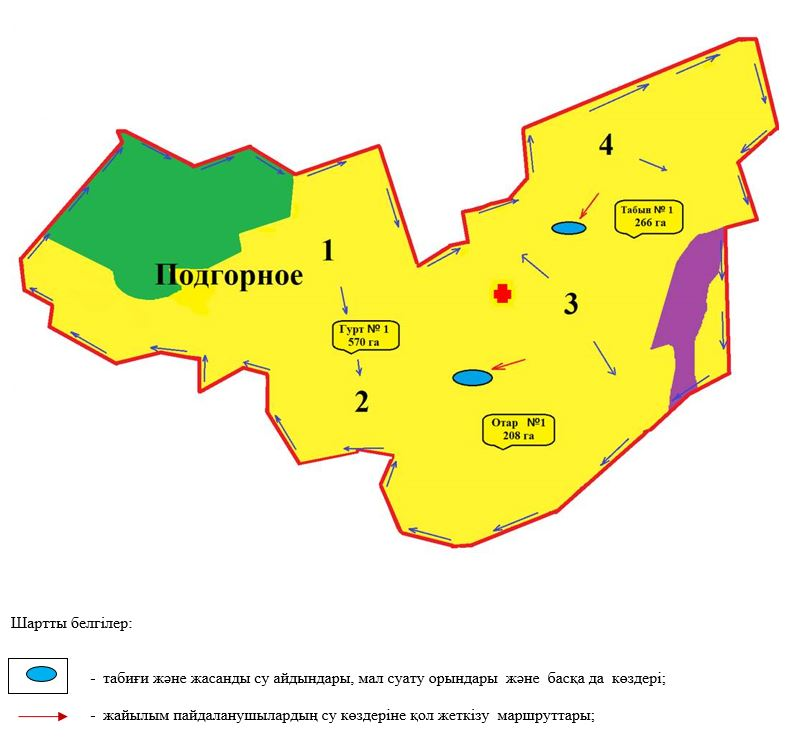 4
Табын № 1
266 га
1
Подгорное
3
Гурт № 1
570 га
2
Отар №1
208 га
Шартты белгілер:
- табиғи және жасанды су айдындары, мал суату орындары және басқа да көздері;
- жайылым пайдаланушылардың су көздеріне қол жеткізу маршруттары;